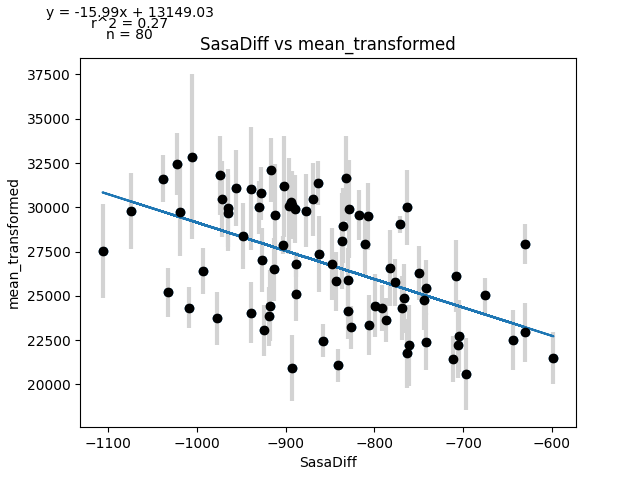 y = -15.99x + 13149.03
r^2 = 0.27
n = 80
SasaDiff vs mean_transformed
37500
35000
32500
30000
27500
25000
22500
20000
mean_transformed
−1100 −1000 −900 −800 −700 −600
SasaDiff